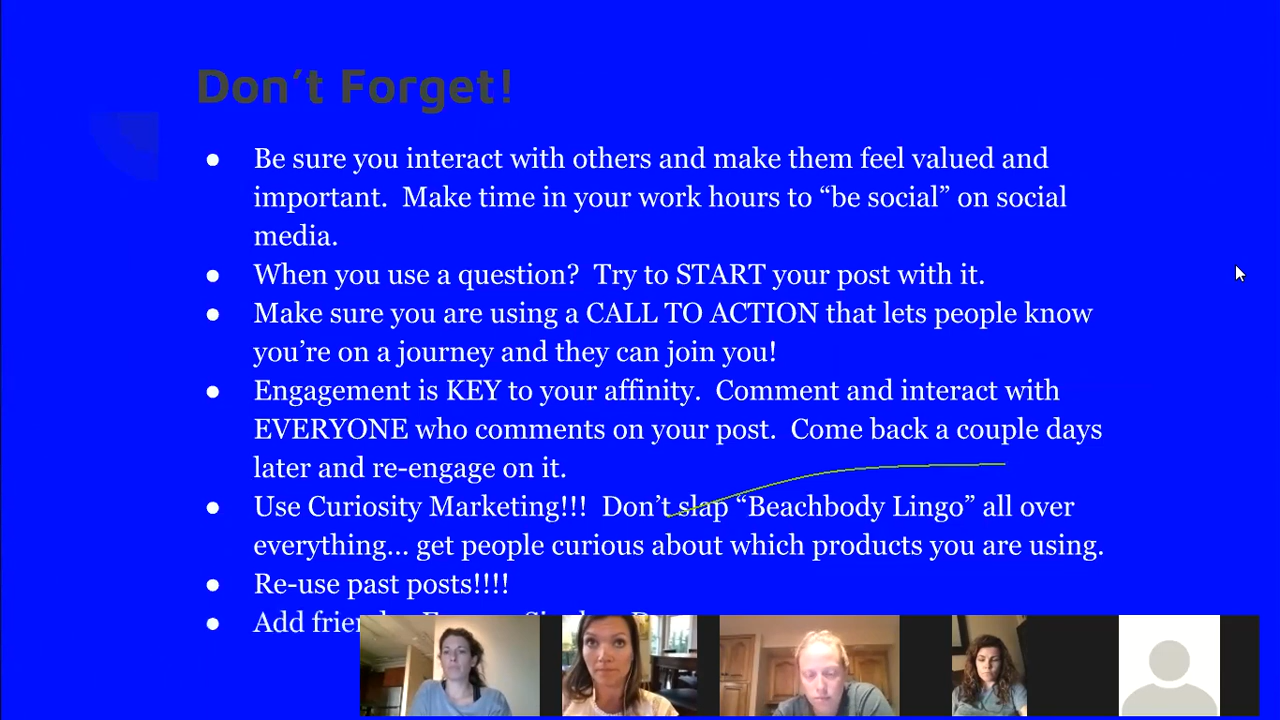 Don't Forget!
● Be sure you interact with others and make them feel valued and
important.  Make time in your work hours to “be social” on social
media.
● When you use a question?  Try to START your post with it.
● Make sure you are using a CALL TO ACTION that lets people know
you’re on a journey and they can join you!
● Engagement is KEY to your affinity.  Comment and interact with
EVERYONE who comments on your post.  Come back a couple days
later and re-engage on it.
● Use Curiosity Marketing!!!  Don’t slap “Beachbody Lingo” all over
everything... get people curious about which products you are using.
● Re-use past posts!!!!
● Add